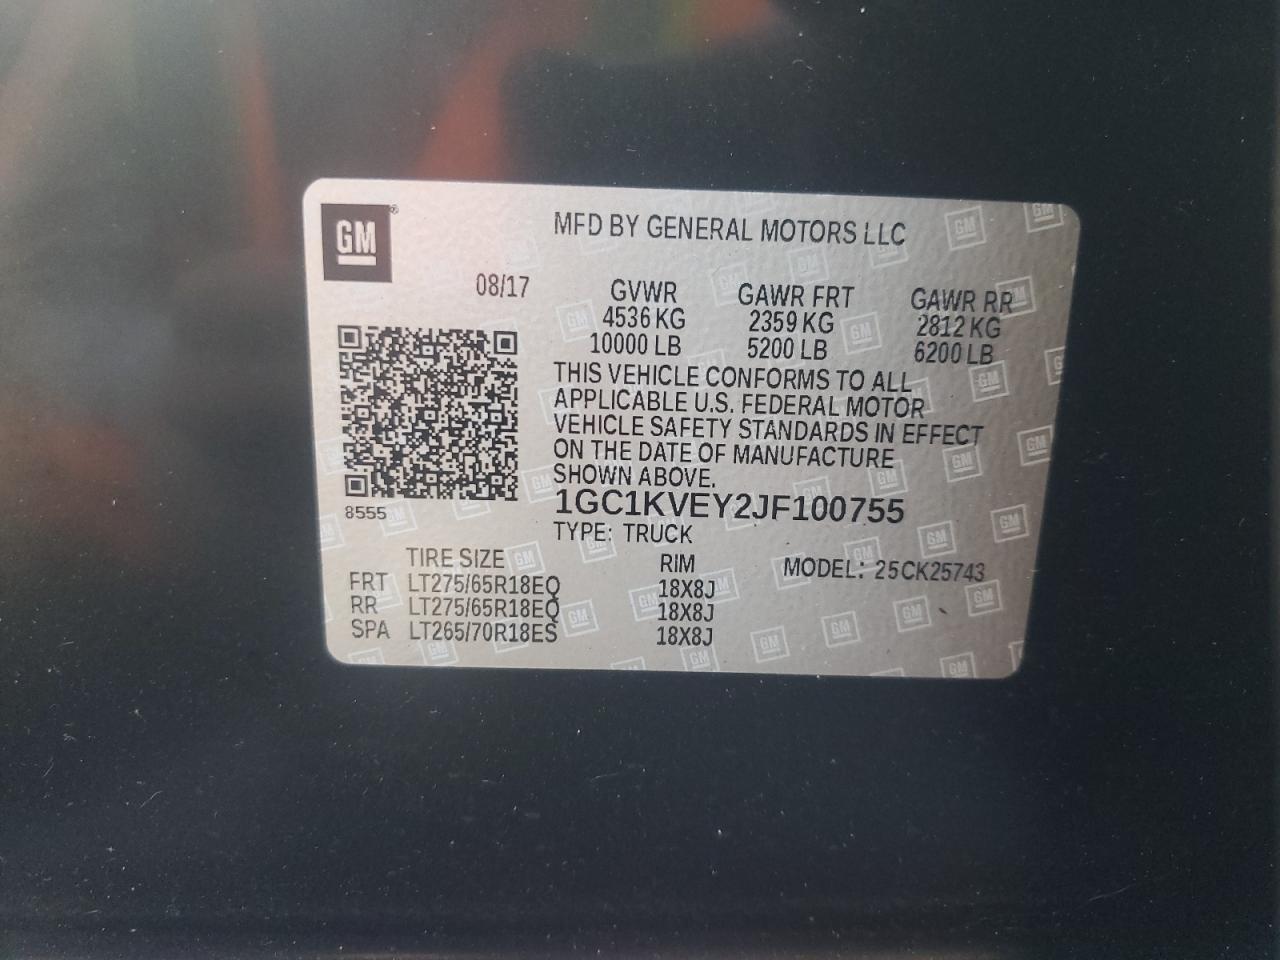 GM®
MFD BY GENERAL MOTORS LLC
08/17
GVWR GAWR FRT GAWR RR
4536 KG 2359 KG 2812 KG
10000 LB 5200 LB 6200 LB
THIS VEHICLE CONFORMS TO ALL
APPLICABLE U.S. FEDERAL MOTOR
VEHICLE SAFETY STANDARDS IN EFFECT
ON THE DATE OF MANUFACTURE
SHOWN ABOVE.
1GC1KVEY2JF100755
8555
TYPE: TRUCK
TIRE SIZE RIM MODEL: 25CK25743
FRT LT275/65R18EQ 18X8J
RR LT275/65R18EQ 18X8J
SPA LT265/70R18ES 18X8J